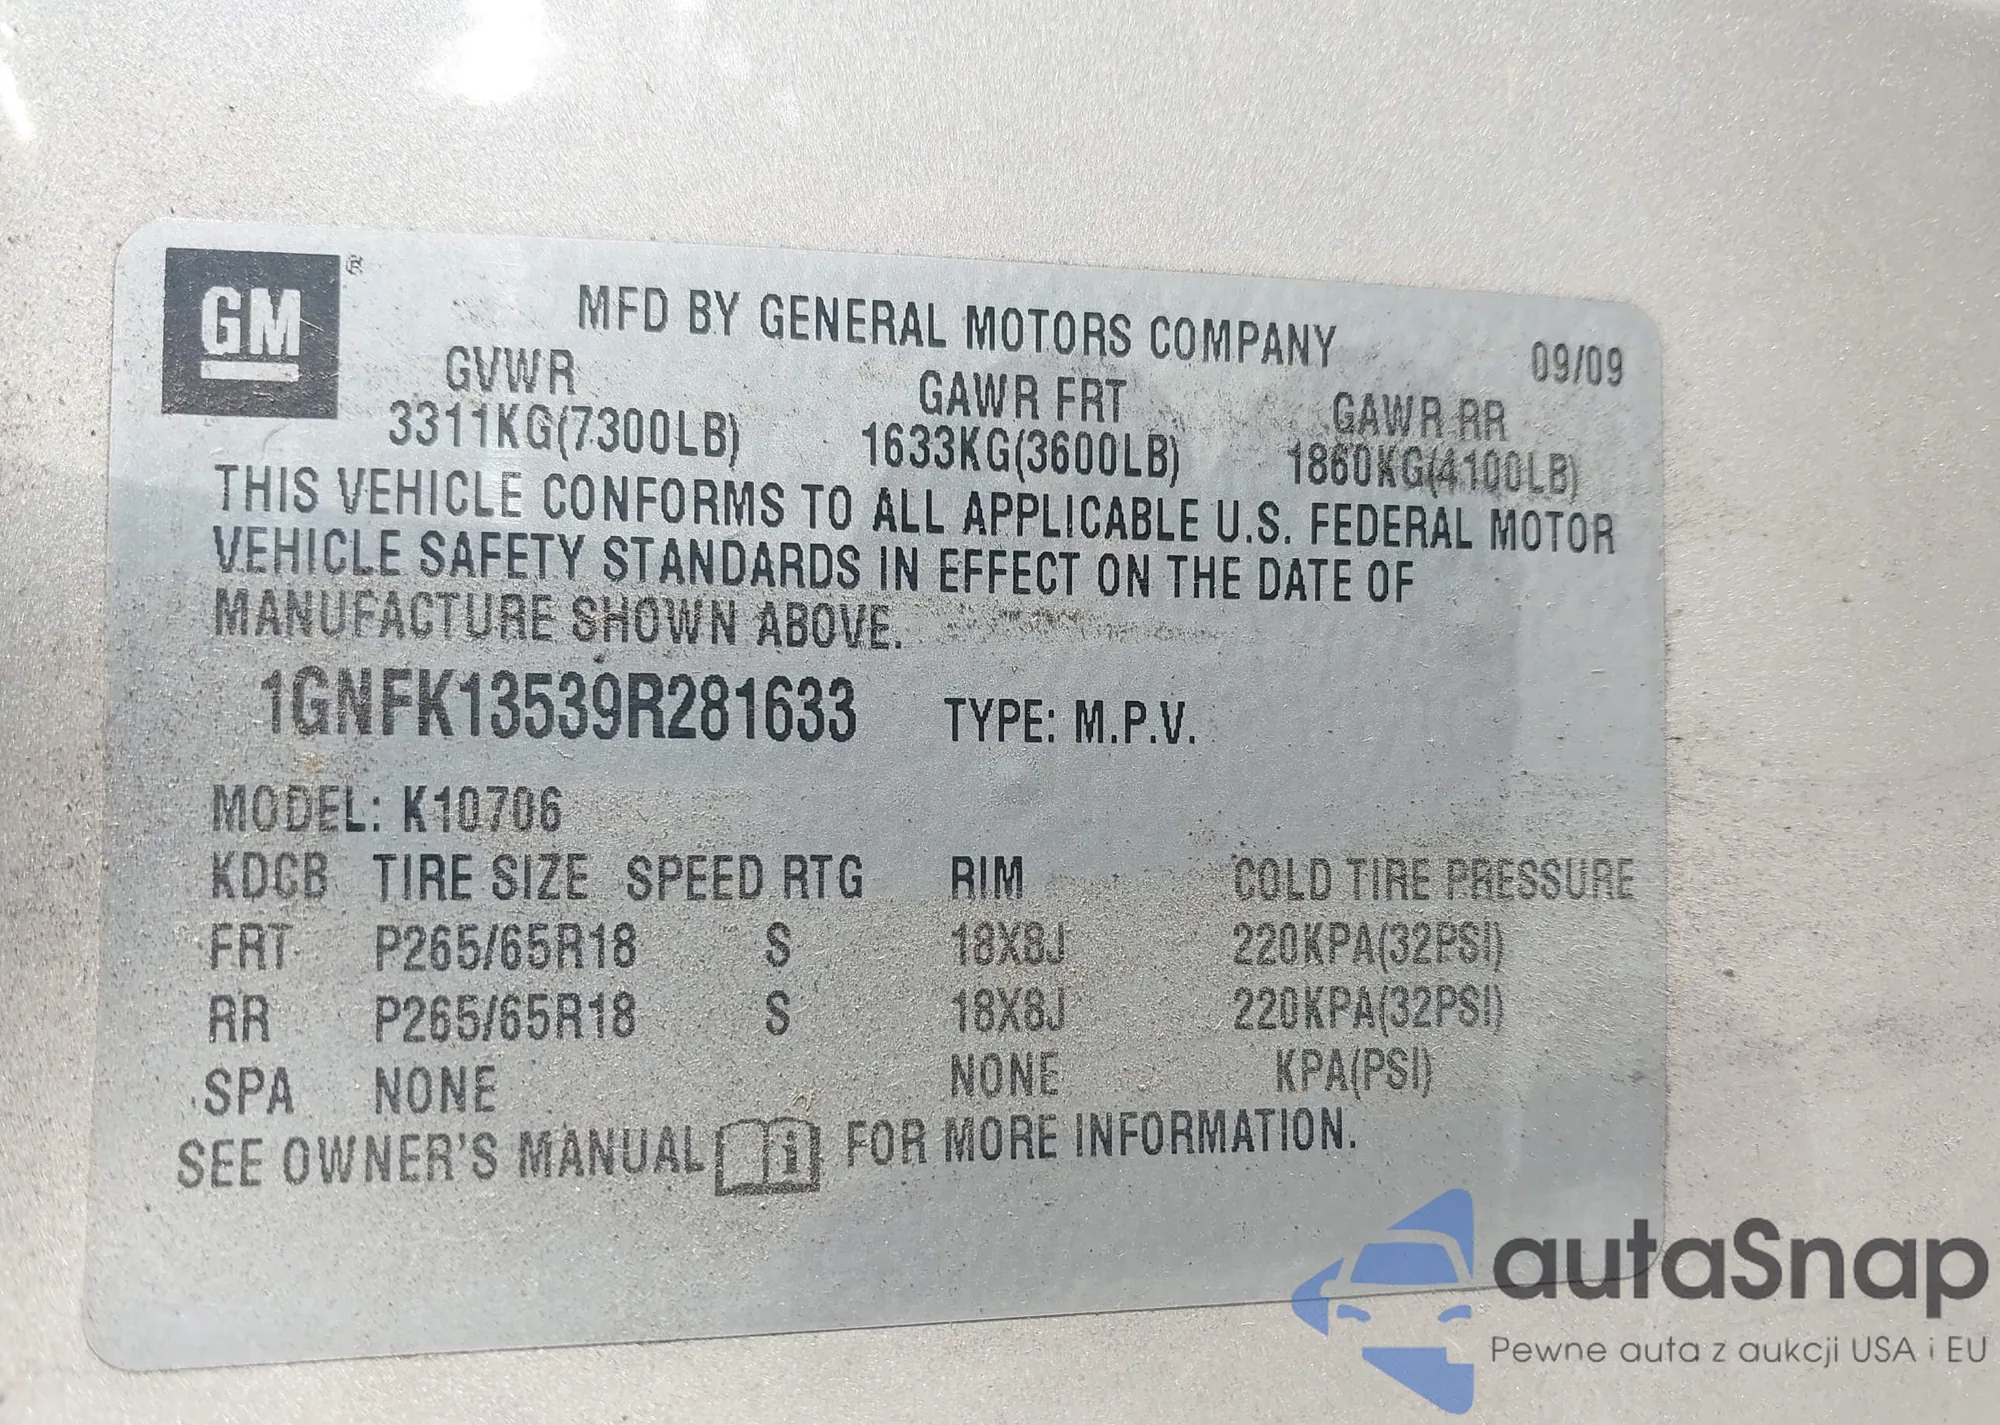 GM ®
MFD BY GENERAL MOTORS COMPANY
09/09
GVWR GAWR FRT GAWR RR
3311KG(7300LB) 1633KG(3600LB) 1860KG(4100LB)
THIS VEHICLE CONFORMS TO ALL APPLICABLE U.S. FEDERAL MOTOR
VEHICLE SAFETY STANDARDS IN EFFECT ON THE DATE OF
MANUFACTURE SHOWN ABOVE.
1GNFK13539R281633 TYPE: M.P.V.
MODEL: K10706
KDCB TIRE SIZE SPEED RTG RIM COLD TIRE PRESSURE
FRT P265/65R18 S 18X8J 220KPA(32PSI)
RR P265/65R18 S 18X8J 220KPA(32PSI)
SPA NONE NONE KPA(PSI)
SEE OWNER'S MANUAL i FOR MORE INFORMATION.
autaSnap
Pewne auta z aukcji USA i EU